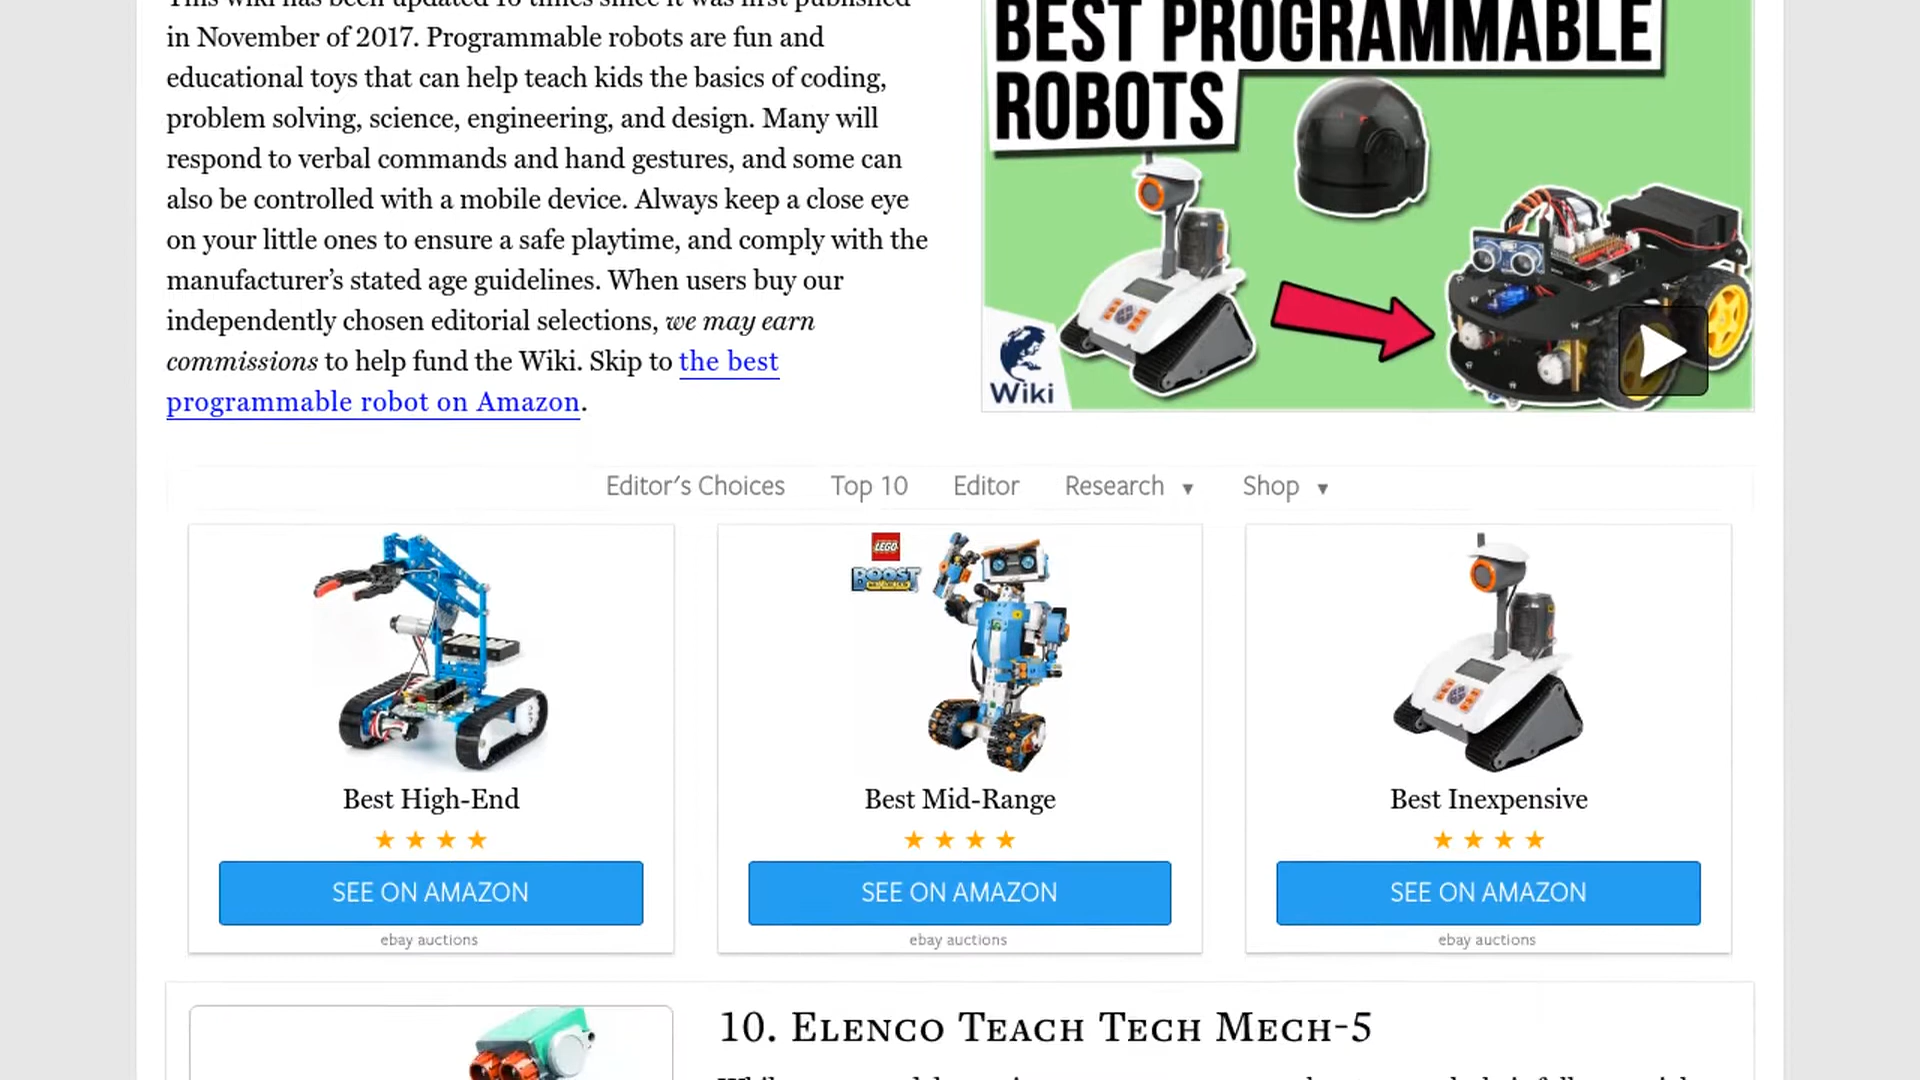 This wiki has been updated 16 times since it was first published
in November of 2017. Programmable robots are fun and
educational toys that can help teach kids the basics of coding,
problem solving, science, engineering, and design. Many will
respond to verbal commands and hand gestures, and some can
also be controlled with a mobile device. Always keep a close eye
on your little ones to ensure a safe playtime, and comply with the
manufacturer’s stated age guidelines. When users buy our
independently chosen editorial selections, we may earn
commissions to help fund the Wiki. Skip to the best
programmable robot on Amazon.
BEST PROGRAMMABLE
ROBOTS
Wiki
Editor's Choices Top 10 Editor Research ▼ Shop ▼
LEGO
BOOST
Best High-End
SEE ON AMAZON
ebay auctions
Best Mid-Range
SEE ON AMAZON
ebay auctions
Best Inexpensive
SEE ON AMAZON
ebay auctions
10. Elenco Teach Tech Mech-5